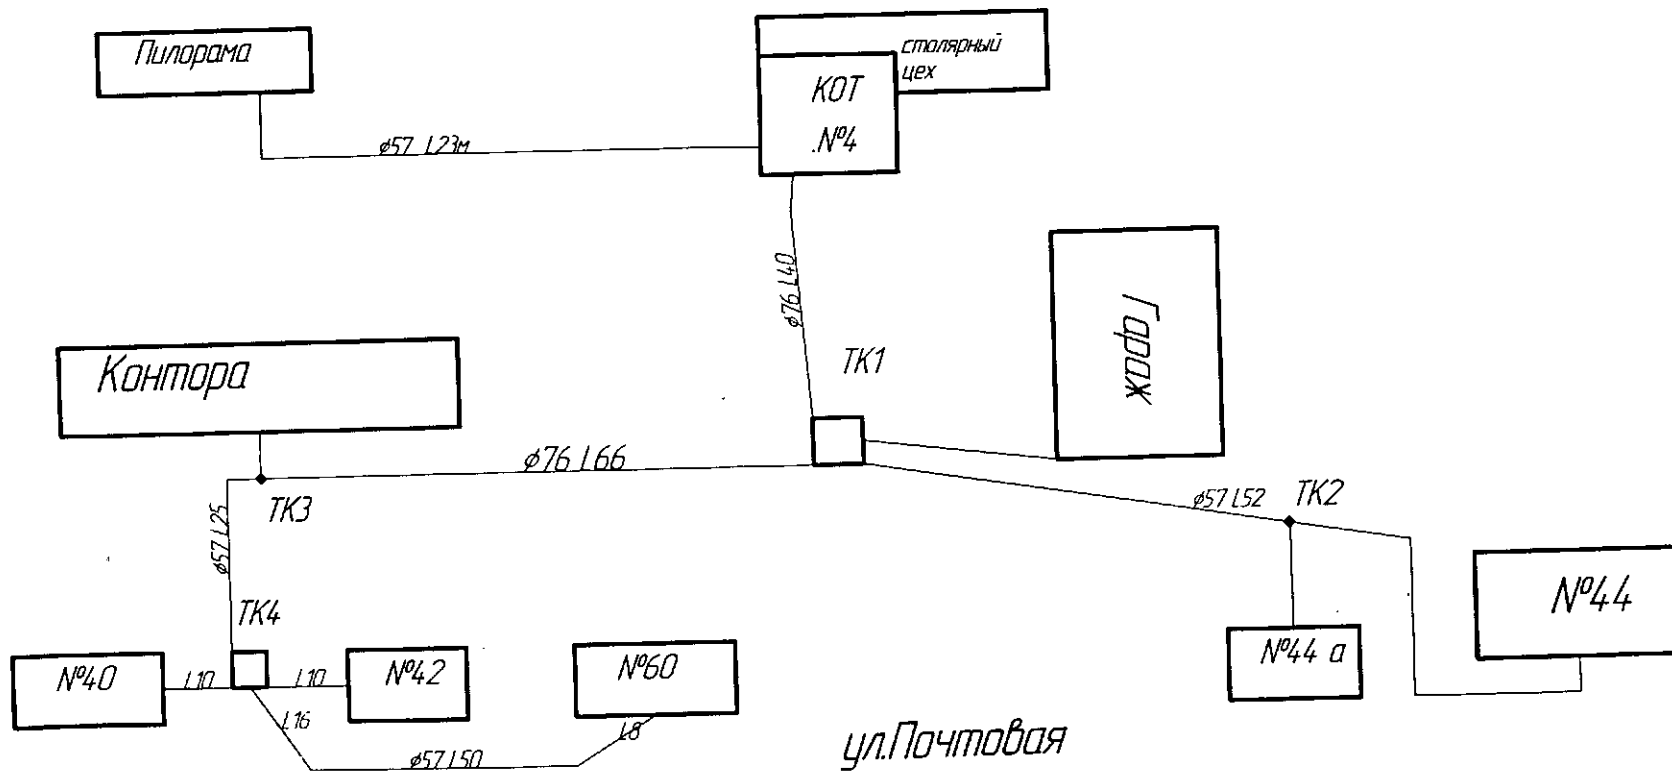 Пилорама
столярный
цех
КОТ
.№4
ø57 L23м
ø76 L40
Гараж
ТК1
Контора
ø76 L66
ø57 L52
ТК2
ТК3
ø57 L25
№44
ТК4
№44 а
№40
L10
L10
№42
№60
L16
L8
ø57 L50
ул.Почтовая